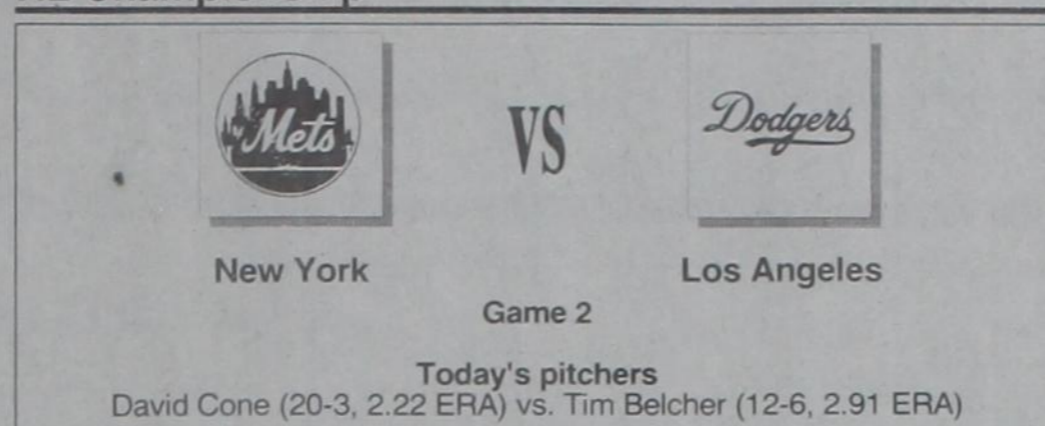 Mets
VS
Dodgers
New York
Los Angeles
Game 2
Today's pitchers
David Cone (20-3, 2.22 ERA) vs. Tim Belcher (12-6, 2.91 ERA)